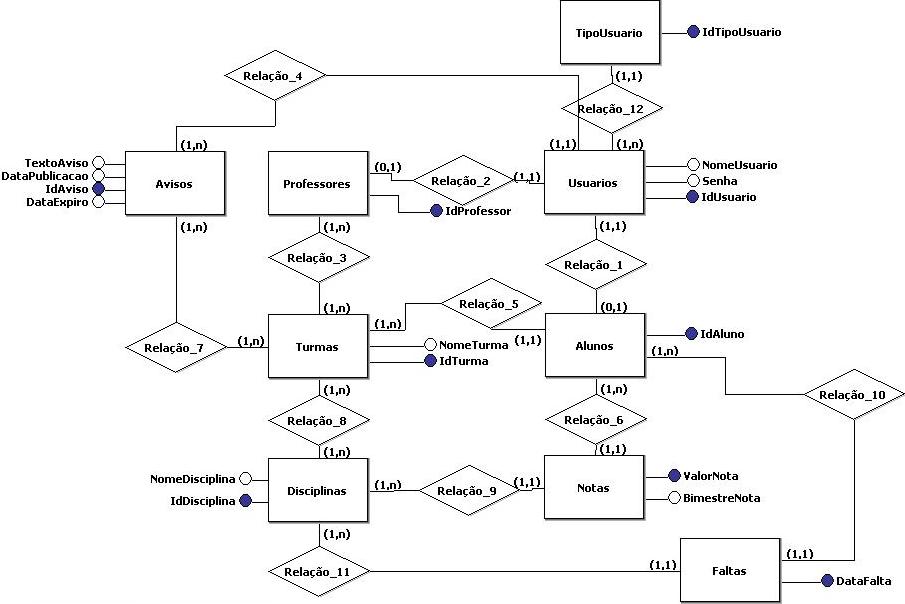 TipoUsuario
IdTipoUsuario
(1,1)
Relação_4
Relação_12
(1,n)
(1,1)
(1,n)
TextoAviso
DataPublicacao
IdAviso
DataExpiro
Avisos
Professores
(0,1)
Relação_2
(1,1)
Usuarios
NomeUsuario
Senha
IdUsuario
IdProfessor
(1,n)
(1,n)
(1,1)
Relação_3
Relação_1
(1,n)
(0,1)
Relação_5
Relação_7
(1,n)
Turmas
(1,n)
NomeTurma
IdTurma
(1,1)
Alunos
IdAluno
(1,n)
(1,n)
(1,n)
Relação_10
Relação_8
Relação_6
(1,n)
(1,1)
NomeDisciplina
IdDisciplina
Disciplinas
(1,n)
Relação_9
(1,1)
Notas
ValorNota
BimestreNota
(1,n)
Relação_11
(1,1)
Faltas
(1,1)
DataFalta